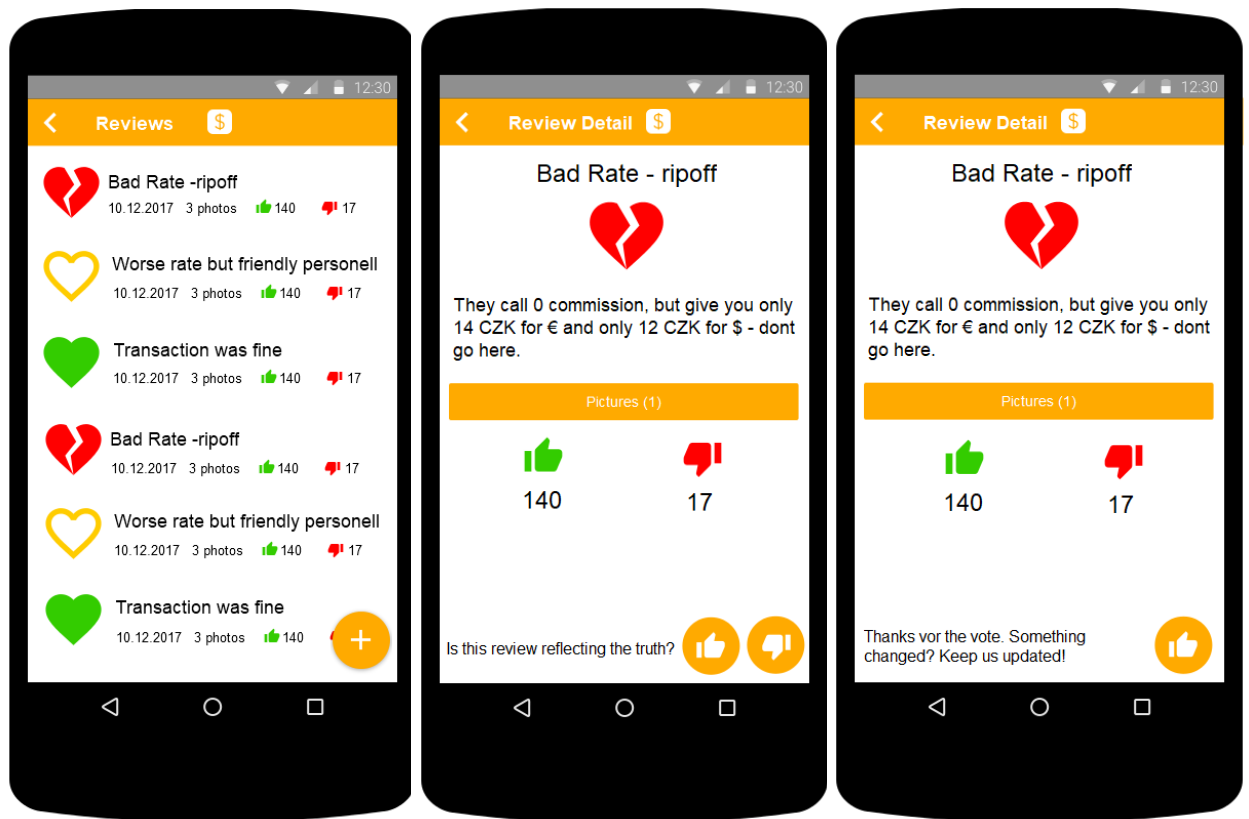 12:30
Reviews $
Bad Rate -ripoff
10.12.2017 3 photos 140 17
Worse rate but friendly personell
10.12.2017 3 photos 140 17
Transaction was fine
10.12.2017 3 photos 140 17
Bad Rate -ripoff
10.12.2017 3 photos 140 17
Worse rate but friendly personell
10.12.2017 3 photos 140 17
Transaction was fine
10.12.2017 3 photos 140
12:30
Review Detail $
Bad Rate - ripoff
They call 0 commission, but give you only
14 CZK for € and only 12 CZK for $ - dont
go here.
Pictures (1)
140 17
Is this review reflecting the truth?
12:30
Review Detail $
Bad Rate - ripoff
They call 0 commission, but give you only
14 CZK for € and only 12 CZK for $ - dont
go here.
Pictures (1)
140 17
Thanks vor the vote. Something
changed? Keep us updated!